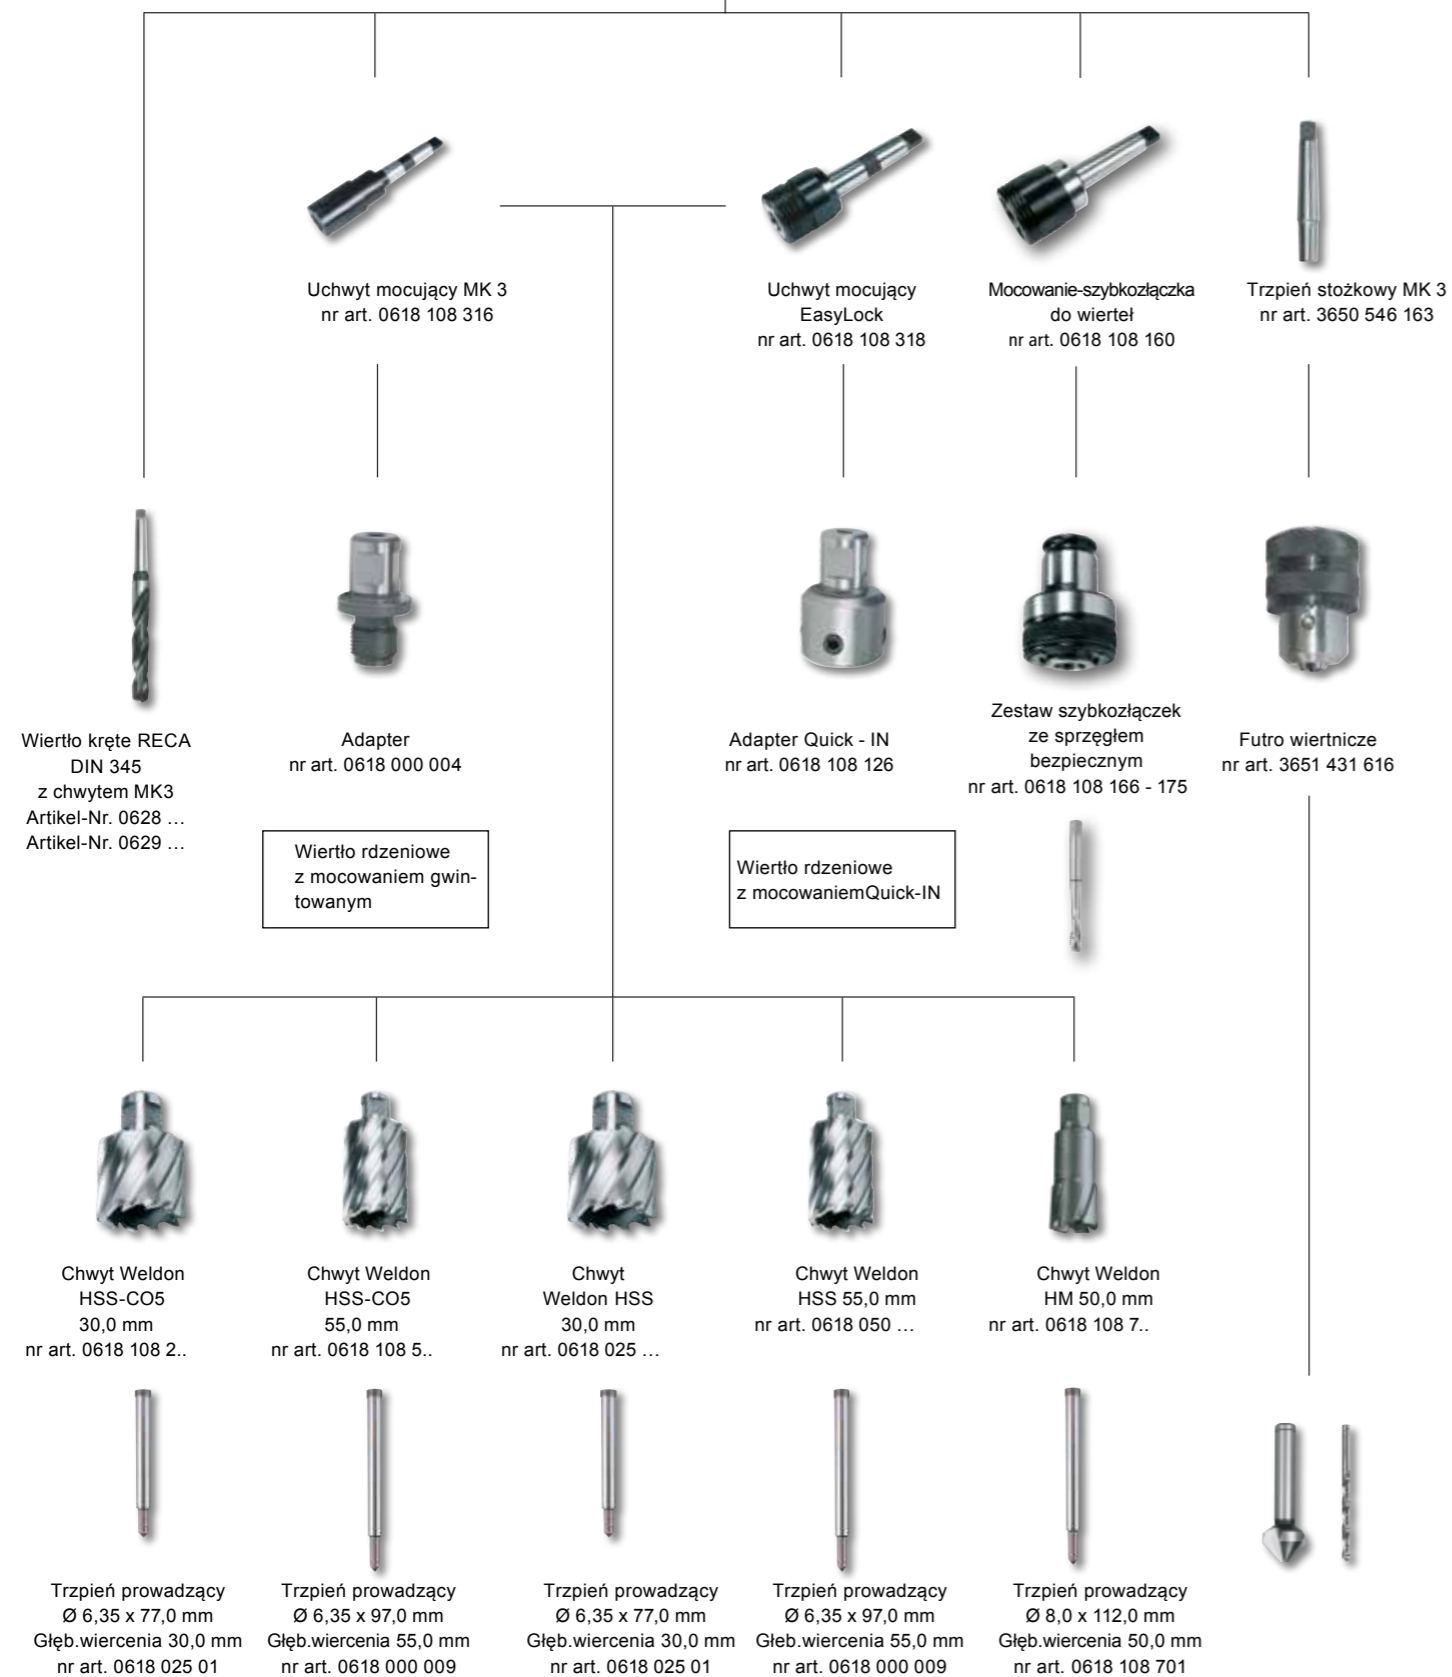 Uchwyt mocujący MK 3
nr art. 0618 108 316
Uchwyt mocujący
EasyLock
nr art. 0618 108 318
Mocowanie-szybkozłączka
do wierteł
nr art. 0618 108 160
Trzpień stożkowy MK 3
nr art. 3650 546 163
Wiertło kręte RECA
DIN 345
z chwytem MK3
Artikel-Nr. 0628 …
Artikel-Nr. 0629 …
Adapter
nr art. 0618 000 004
Adapter Quick - IN
nr art. 0618 108 126
Zestaw szybkozłączek
ze sprzęgłem
bezpiecznym
nr art. 0618 108 166 - 175
Futro wiertnicze
nr art. 3651 431 616
Wiertło rdzeniowe
z mocowaniem gwin-
towanym
Wiertło rdzeniowe
z mocowaniemQuick-IN
Chwyt Weldon
HSS-CO5
30,0 mm
nr art. 0618 108 2..
Chwyt Weldon
HSS-CO5
55,0 mm
nr art. 0618 108 5..
Chwyt
Weldon HSS
30,0 mm
nr art. 0618 025 …
Chwyt Weldon
HSS 55,0 mm
nr art. 0618 050 …
Chwyt Weldon
HM 50,0 mm
nr art. 0618 108 7..
Trzpień prowadzący
Ø 6,35 x 77,0 mm
Głęb.wiercenia 30,0 mm
nr art. 0618 025 01
Trzpień prowadzący
Ø 6,35 x 97,0 mm
Głęb.wiercenia 55,0 mm
nr art. 0618 000 009
Trzpień prowadzący
Ø 6,35 x 77,0 mm
Głęb.wiercenia 30,0 mm
nr art. 0618 025 01
Trzpień prowadzący
Ø 6,35 x 97,0 mm
Głeb.wiercenia 55,0 mm
nr art. 0618 000 009
Trzpień prowadzący
Ø 8,0 x 112,0 mm
Głęb.wiercenia 50,0 mm
nr art. 0618 108 701